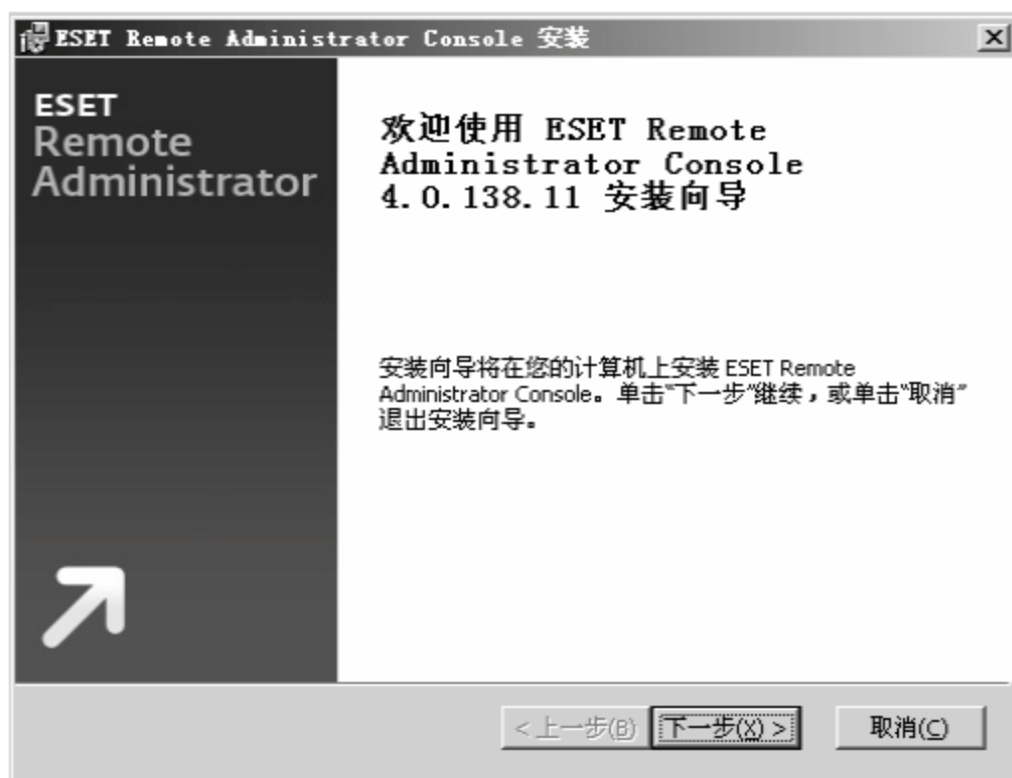 ESET Remote Administrator Console 安装
ESET
Remote
Administrator
欢迎使用 ESET Remote
Administrator Console
4.0.138.11 安装向导
安装向导将在您的计算机上安装 ESET Remote
Administrator Console。单击“下一步”继续，或单击“取消”
退出安装向导。
<上一步(B) 下一步(X) > 取消(C)